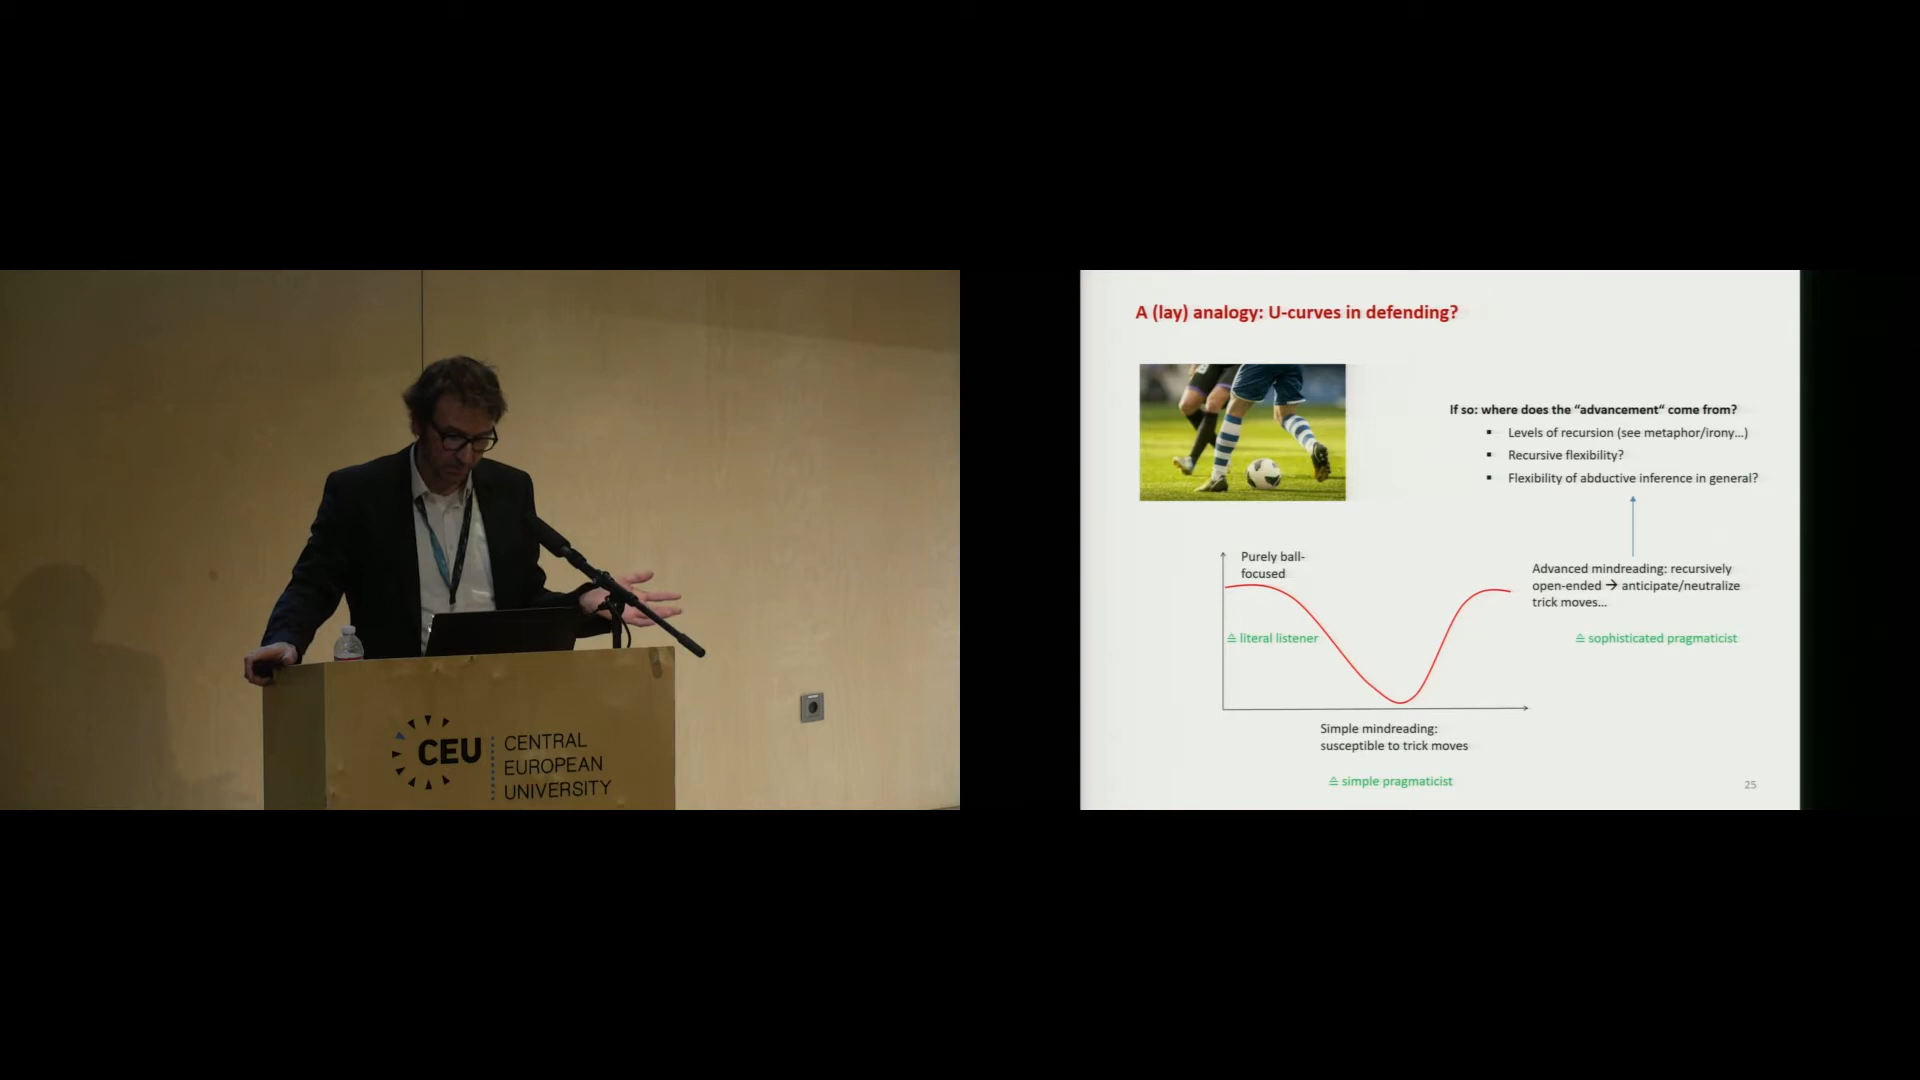 CEU
CENTRAL
EUROPEAN
UNIVERSITY
A (lay) analogy: U-curves in defending?
If so: where does the “advancement“ come from?
▪ Levels of recursion (see metaphor/irony...)
▪ Recursive flexibility?
▪ Flexibility of abductive inference in general?
Purely ball-
focused
≙ literal listener
Advanced mindreading: recursively
open-ended → anticipate/neutralize
trick moves...
≙ sophisticated pragmaticist
Simple mindreading:
susceptible to trick moves
≙ simple pragmaticist
25